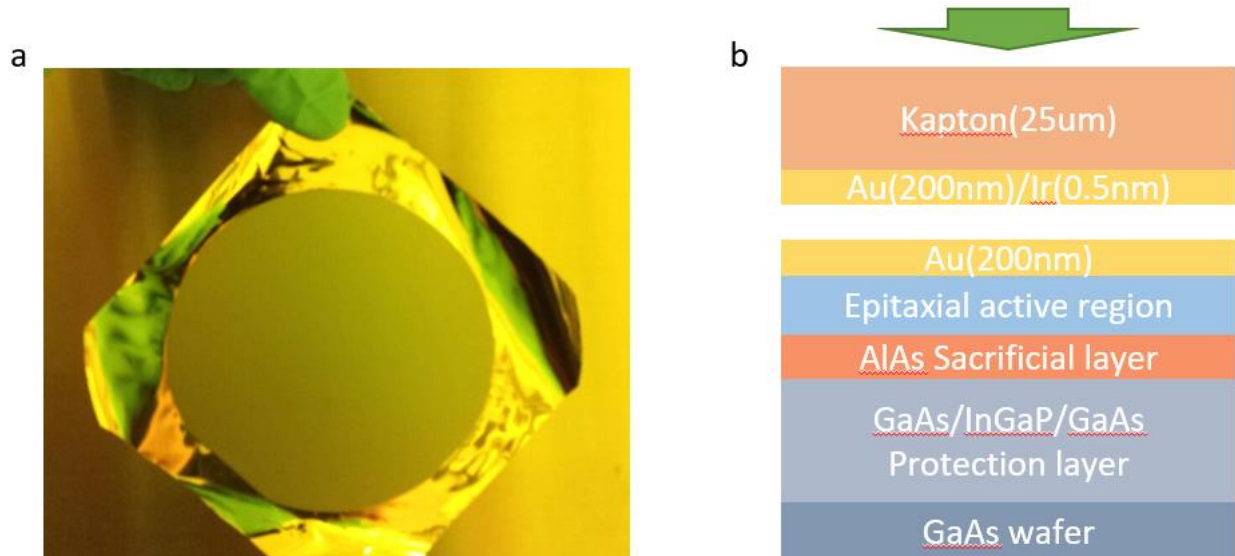 a
b
Kapton(25um)
Au(200nm)/Ir(0.5nm)
Au(200nm)
Epitaxial active region
AlAs Sacrificial layer
GaAs/InGaP/GaAs
Protection layer
GaAs wafer